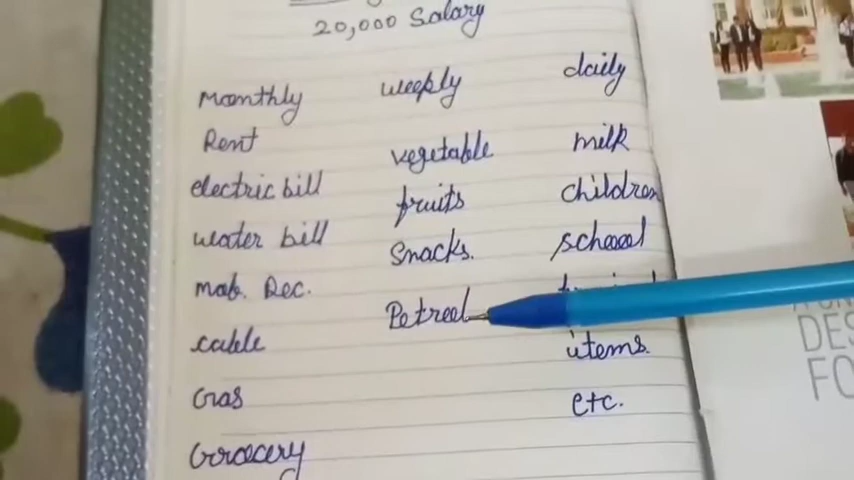 20,000 Salary
Monthly
Rent
electric bill
water bill
mob. Rec.
cable
Gas
Grocery
weekly
vegetable
fruits
Snacks.
Petrol
daily
milk
children
school
items.
etc.